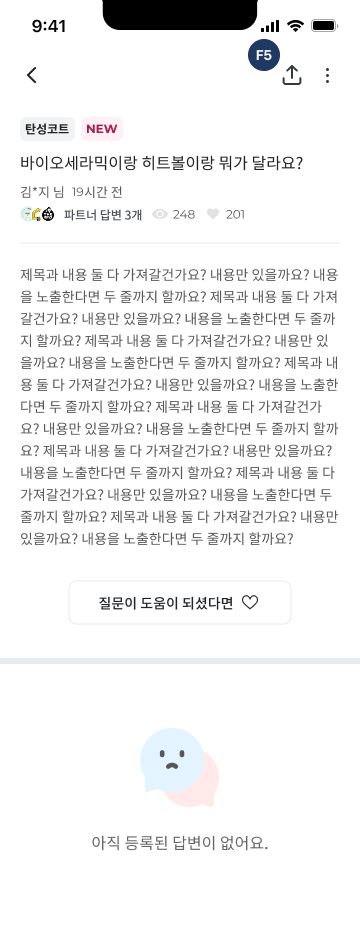 9:41
F5
탄성코트 NEW
바이오세라믹이랑 히트볼이랑 뭐가 달라요?
김*지 님 19시간 전
파트너 답변 3개 248 201
제목과 내용 둘 다 가져갈건가요? 내용만 있을까요? 내용
을 노출한다면 두 줄까지 할까요? 제목과 내용 둘 다 가져
갈건가요? 내용만 있을까요? 내용을 노출한다면 두 줄까
지 할까요? 제목과 내용 둘 다 가져갈건가요? 내용만 있
을까요? 내용을 노출한다면 두 줄까지 할까요? 제목과 내
용 둘 다 가져갈건가요? 내용만 있을까요? 내용을 노출한
다면 두 줄까지 할까요? 제목과 내용 둘 다 가져갈건가
요? 내용만 있을까요? 내용을 노출한다면 두 줄까지 할까
요? 제목과 내용 둘 다 가져갈건가요? 내용만 있을까요?
내용을 노출한다면 두 줄까지 할까요? 제목과 내용 둘 다
가져갈건가요? 내용만 있을까요? 내용을 노출한다면 두
줄까지 할까요? 제목과 내용 둘 다 가져갈건가요? 내용만
있을까요? 내용을 노출한다면 두 줄까지 할까요?
질문이 도움이 되셨다면
아직 등록된 답변이 없어요.